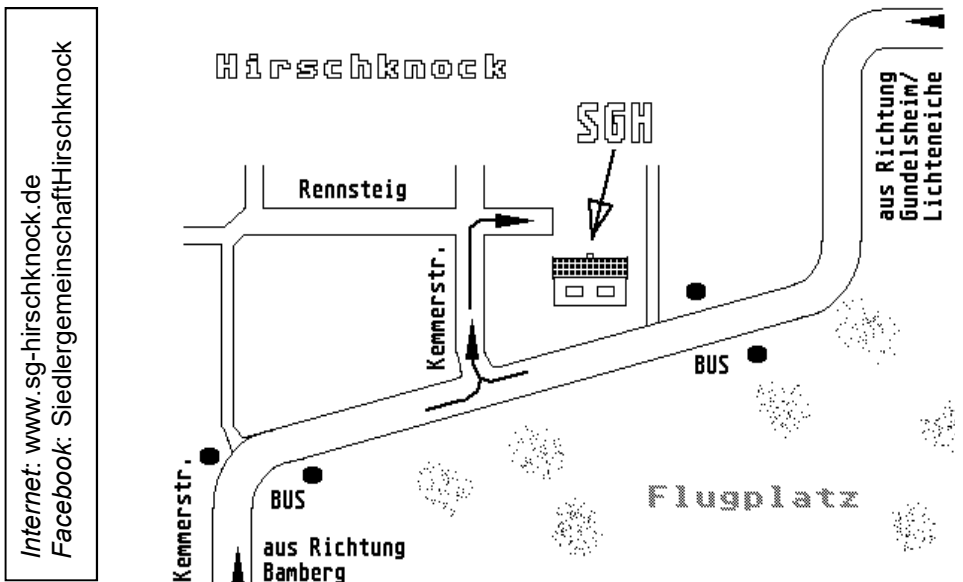 Internet: www.sg-hirschknock.de
Facebook: SiedlergemeinschaftHirschknock
Hirschknock
SGH
aus Richtung
Gundelsheim/
Lichteneiche
Rennsteig
Kemmerstr.
BUS
BUS
Flugplatz
Kemmerstr.
aus Richtung
Bamberg